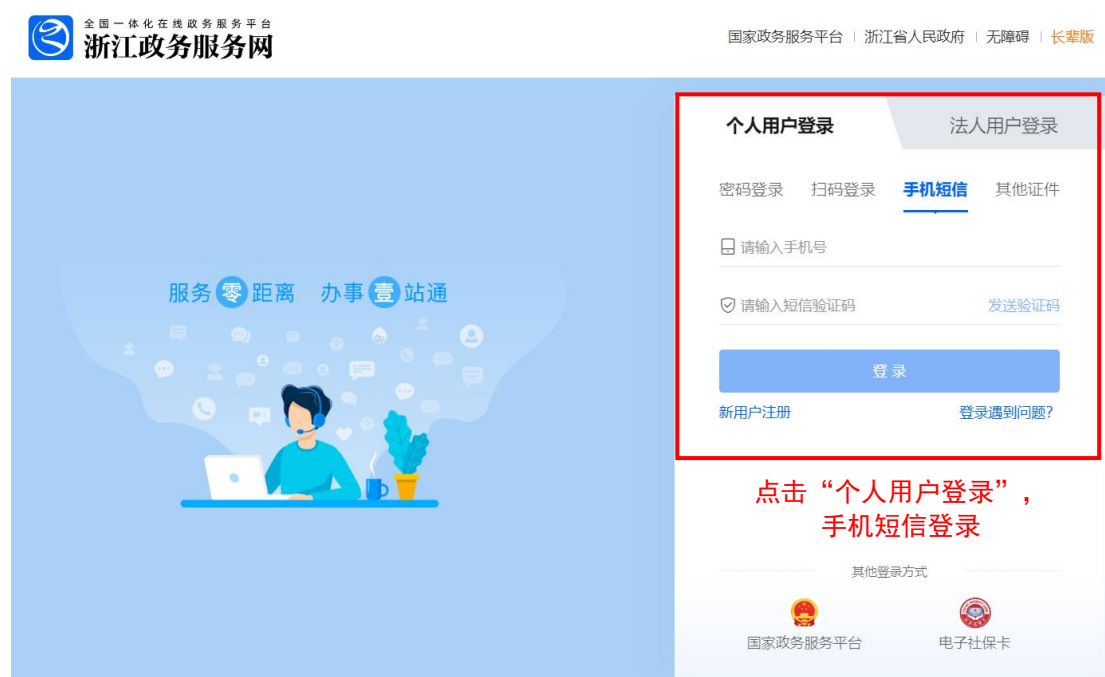 全国一体化在线政务服务平台
浙江政务服务网
国家政务服务平台 | 浙江省人民政府 | 无障碍 | 长辈版
个人用户登录 法人用户登录
密码登录 扫码登录 手机短信 其他证件
请输入手机号
请输入短信验证码 发送验证码
登录
新用户注册 登录遇到问题?
服务零距离 办事壹站通
点击“个人用户登录”,
手机短信登录
其他登录方式
国家政务服务平台 电子社保卡